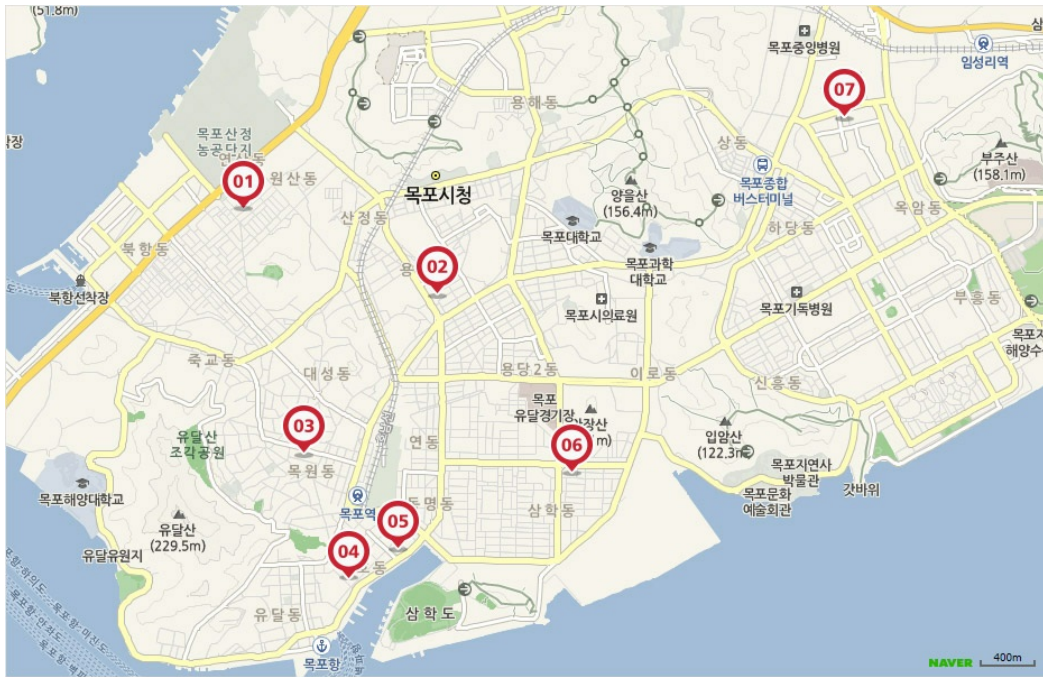 (51.8m)
목포중앙병원
임성리역
07
용해동
목포산정
농공단지
상동
부주산
(158.1m)
01
원산동
목포시청
양을산
(156.4m)
목포종합
버스터미널
산정동
옥암동
목포대학교
하당동
북항동
목포과학
대학교
02
북항선착장
목포시의료원
목포기독병원
부흥동
죽교동
대성동
용당2동
이로동
신흥동
목포
유달경기장
03
유달산
조각공원
목원동
연동
06
입암산
(122.3m)
목포자연사
박물관
갓바위
목포해양대학교
목포역
동명동
삼학동
목포문화
예술회관
유달산
(229.5m)
05
유달유원지
04
유달동
삼학도
목포항
NAVER
400m